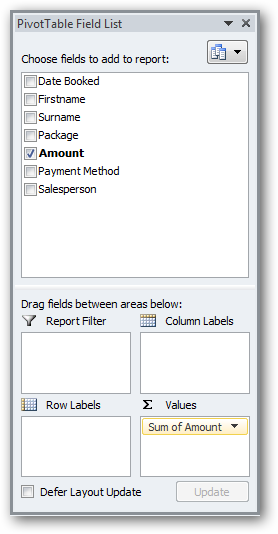 PivotTable Field List
Choose fields to add to report:
Date Booked
Firstname
Surname
Package
Amount
Payment Method
Salesperson
Drag fields between areas below:
Report Filter
Column Labels
Row Labels
Σ Values
Sum of Amount
Defer Layout Update
Update